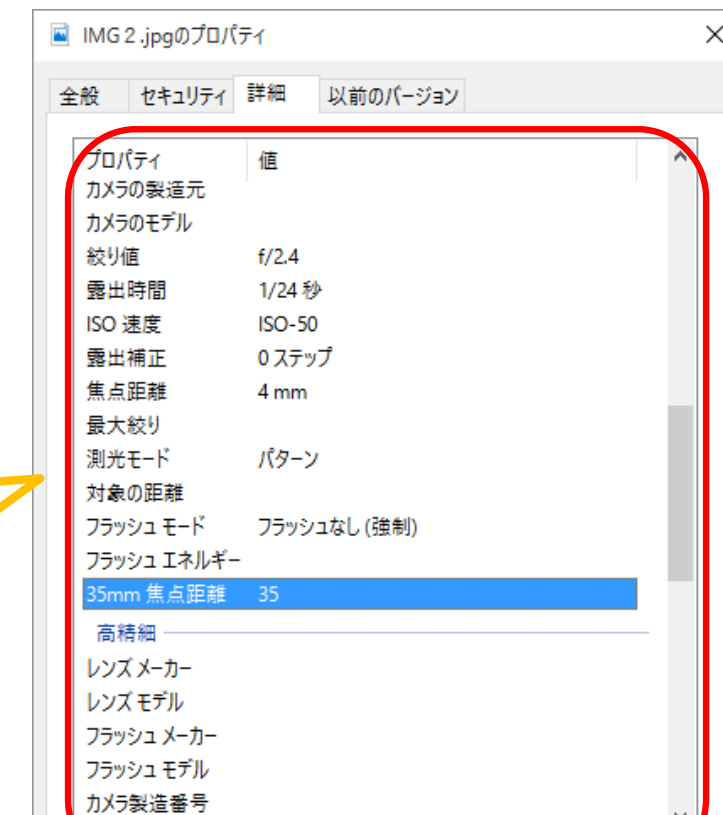 IMG 2 .jpgのプロパティ
全般 セキュリティ 詳細 以前のバージョン
プロパティ 値
カメラの製造元
カメラのモデル
絞り値 f/2.4
露出時間 1/24 秒
ISO 速度 ISO-50
露出補正 0 ステップ
焦点距離 4 mm
最大絞り
測光モード パターン
対象の距離
フラッシュ モード フラッシュなし (強制)
フラッシュ エネルギー
35mm 焦点距離 35
高精細
レンズ メーカー
レンズ モデル
フラッシュ メーカー
フラッシュ モデル
カメラ製造番号